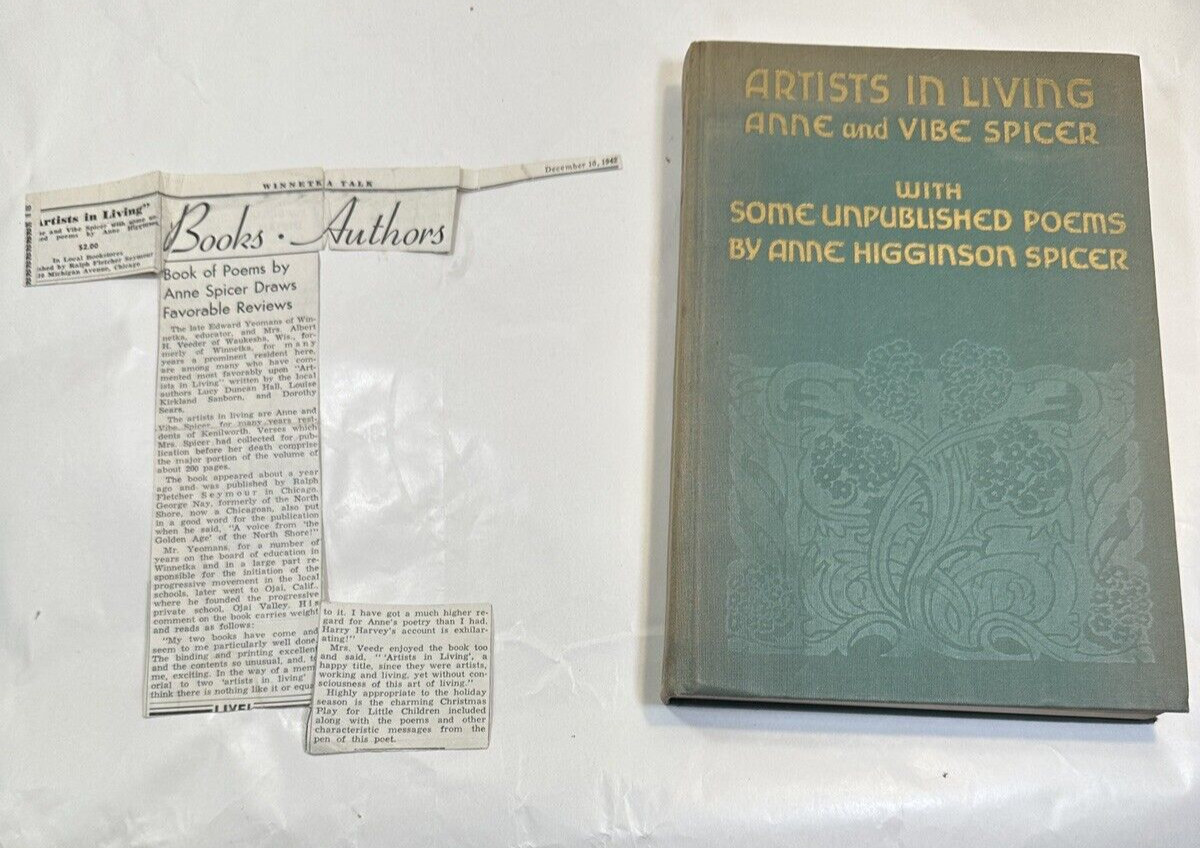 WINNETKA TALK
December 10, 1942
Artists in Living"
e and Vibe Spicer with some un-
ed poems by Anne Higginson
$2.00
In Local Bookstores
shed by Ralph Fletcher Seymour
Michigan Avenue, Chicago
Books · Authors
Book of Poems by
Anne Spicer Draws
Favorable Reviews
The late Edward Yeomans of Win-
netka, educator, and Mrs. Albert
H. Veeder of Waukesha, Wis., for-
merly of Winnetka, for many
years a prominent resident here,
are among many who have com-
mented most favorably upon "Art-
ists in Living" written by the local
authors Lucy Duncan Hall, Louise
Kirkland Sanborn, and Dorothy
Sears.
The artists in living are Anne and
Vibe Spicer, for many years resi-
dents of Kenilworth. Verses which
Mrs. Spicer had collected for pub-
lication before her death comprise
the major portion of the volume of
about 200 pages.
The book appeared about a year
ago and was published by Ralph
Fletcher Seymour in Chicago.
George Nay, formerly of the North
Shore, now a Chicagoan, also put
in a good word for the publication
when he said, "A voice from 'the
Golden Age' of the North Shore!"
Mr. Yeomans, for a number of
years on the board of education in
Winnetka and in a large part re-
sponsible for the initiation of the
progressive movement in the local
schools, later went to Ojai, Calif.,
where he founded the progressive
private school, Ojai Valley. His
comment on the book carries weight
and reads as follows:
"My two books have come and
seem to me particularly well done.
The binding and printing excellent
and the contents so unusual, and, t
me, exciting. In the way of a mem
orial to two 'artists in living'
think there is nothing like it or equa
LIVE!
to it. I have got a much higher re-
gard for Anne's poetry than I had.
Harry Harvey's account is exhilar-
ating!"
Mrs. Veedr enjoyed the book too
and said, "'Artists in Living', a
happy title, since they were artists,
working and living, yet without con-
sciousness of this art of living."
Highly appropriate to the holiday
season is the charming Christmas
Play for Little Children included
along with the poems and other
characteristic messages from the
pen of this poet.
ARTISTS IN LIVING
ANNE and VIBE SPICER
WITH
SOME UNPUBLISHED POEMS
BY ANNE HIGGINSON SPICER